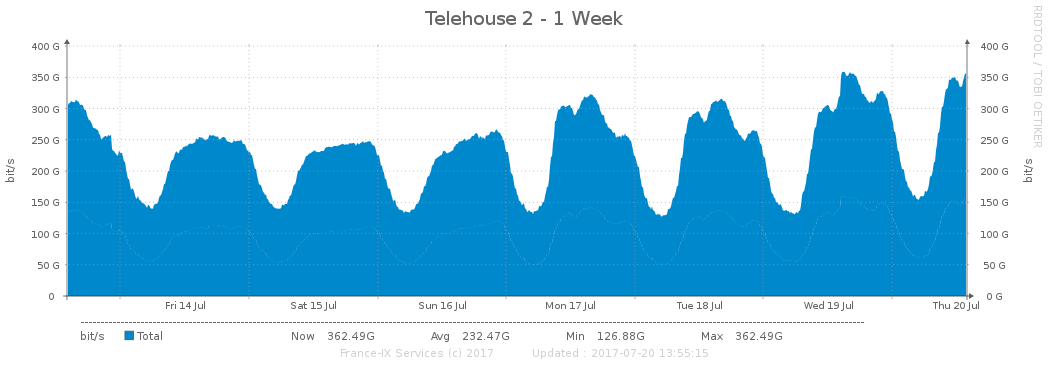 Telehouse 2 - 1 Week
RRDTOOL / TOBI OETIKER
400 G 400 G
350 G 350 G
300 G 300 G
250 G 250 G
200 G 200 G
150 G 150 G
100 G 100 G
50 G 50 G
0 0 G
bit/s
bit/s
Fri 14 Jul Sat 15 Jul Sun 16 Jul Mon 17 Jul Tue 18 Jul Wed 19 Jul Thu 20 Jul
bit/s Total Now 362.49G Avg 232.47G Min 126.88G Max 362.49G
France-IX Services (c) 2017 Updated : 2017-07-20 13:55:15